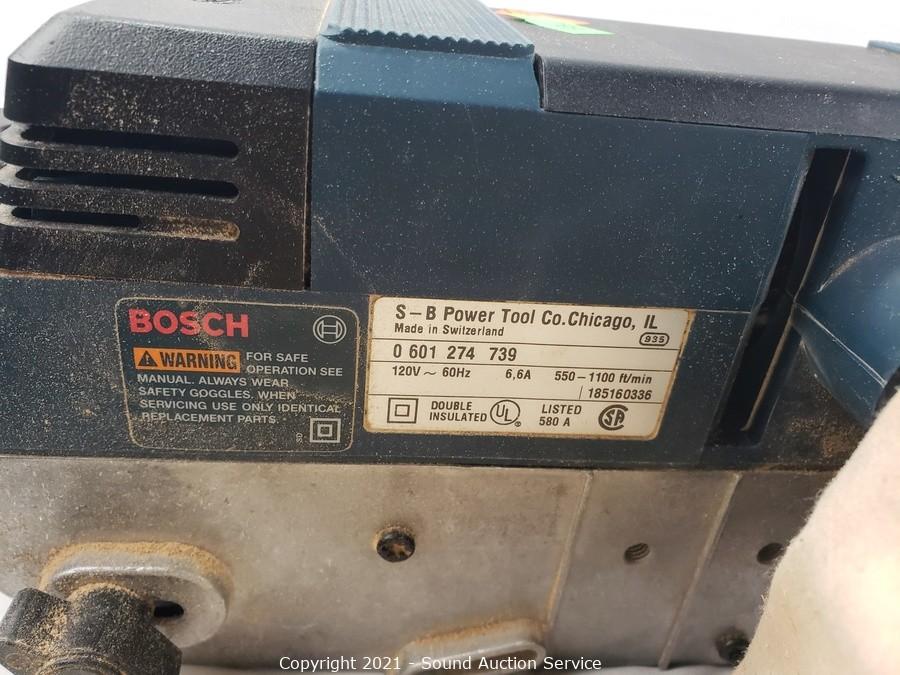 BOSCH
WARNING FOR SAFE
OPERATION SEE
MANUAL. ALWAYS WEAR
SAFETY GOGGLES. WHEN
SERVICING USE ONLY IDENTICAL
REPLACEMENT PARTS.
S-B Power Tool Co.Chicago, IL
Made in Switzerland
935
0 601 274 739
120V ~ 60Hz 6,6A 550-1100 ft/min
185160336
DOUBLE INSULATED UL ® LISTED 580 A SA
Copyright 2021 - Sound Auction Service